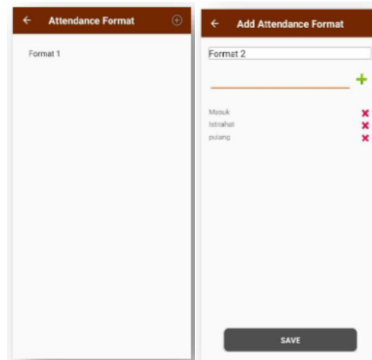 Attendance Format
Format 1
Add Attendance Format
Format 2
Masuk
Istirahat
pulang
SAVE